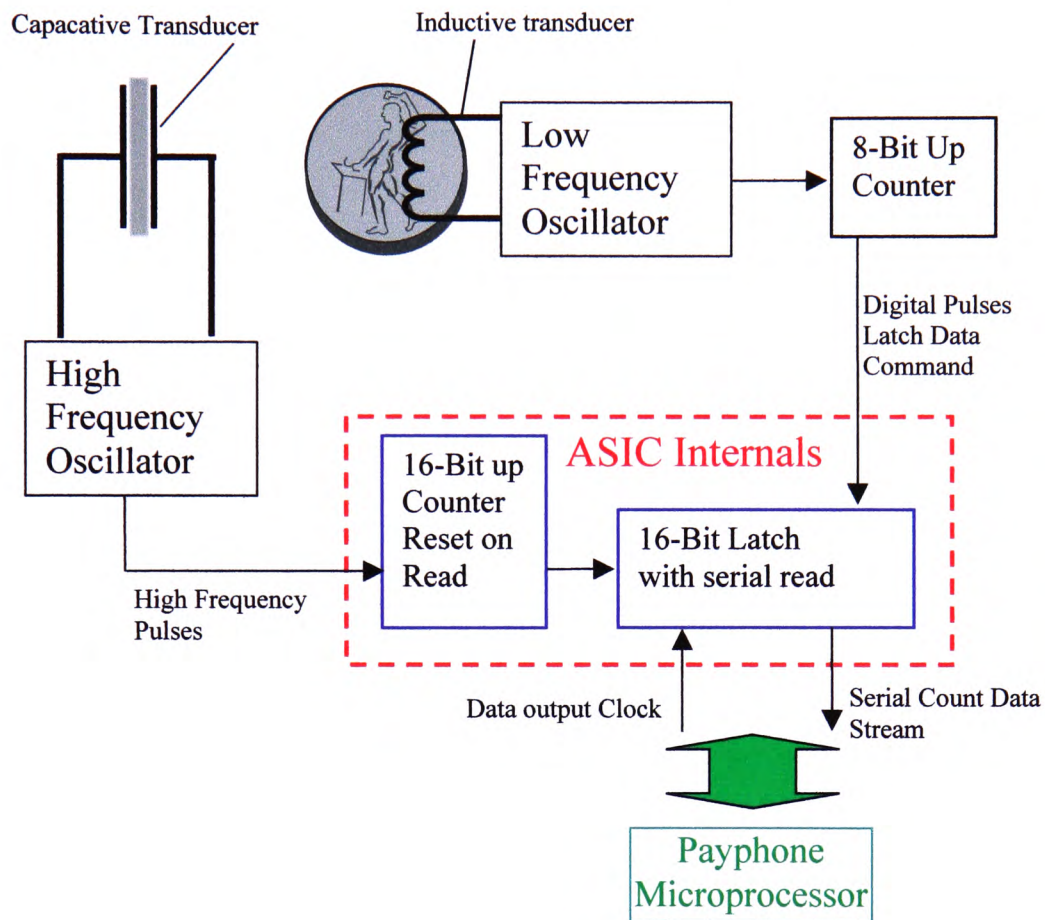 Capacative Transducer
Inductive transducer
Low
Frequency
Oscillator
8-Bit Up
Counter
Digital Pulses
Latch Data
Command
High
Frequency
Oscillator
ASIC Internals
16-Bit up
Counter
Reset on
Read
16-Bit Latch
with serial read
High Frequency
Pulses
Data output Clock
Serial Count Data
Stream
Payphone
Microprocessor